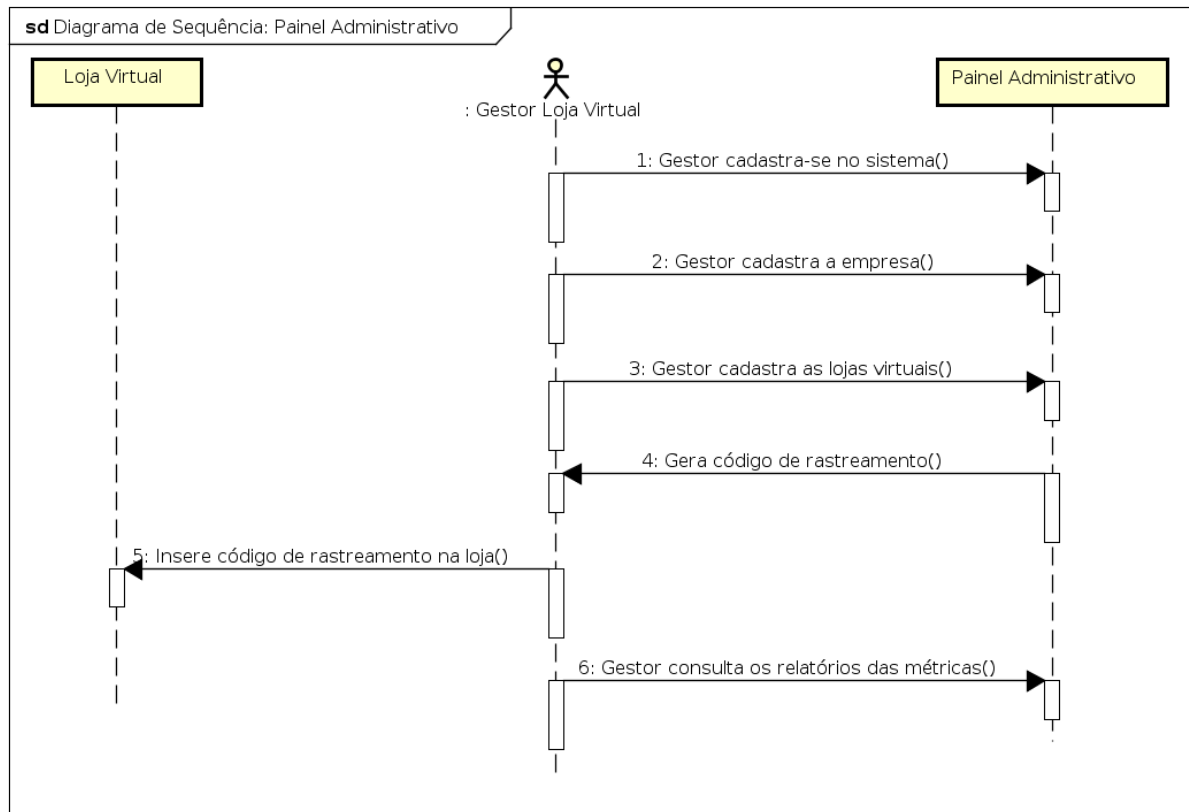 sd Diagrama de Sequência: Painel Administrativo
Loja Virtual
: Gestor Loja Virtual
Painel Administrativo
1: Gestor cadastra-se no sistema()
2: Gestor cadastra a empresa()
3: Gestor cadastra as lojas virtuais()
4: Gera código de rastreamento()
5: Insere código de rastreamento na loja()
6: Gestor consulta os relatórios das métricas()